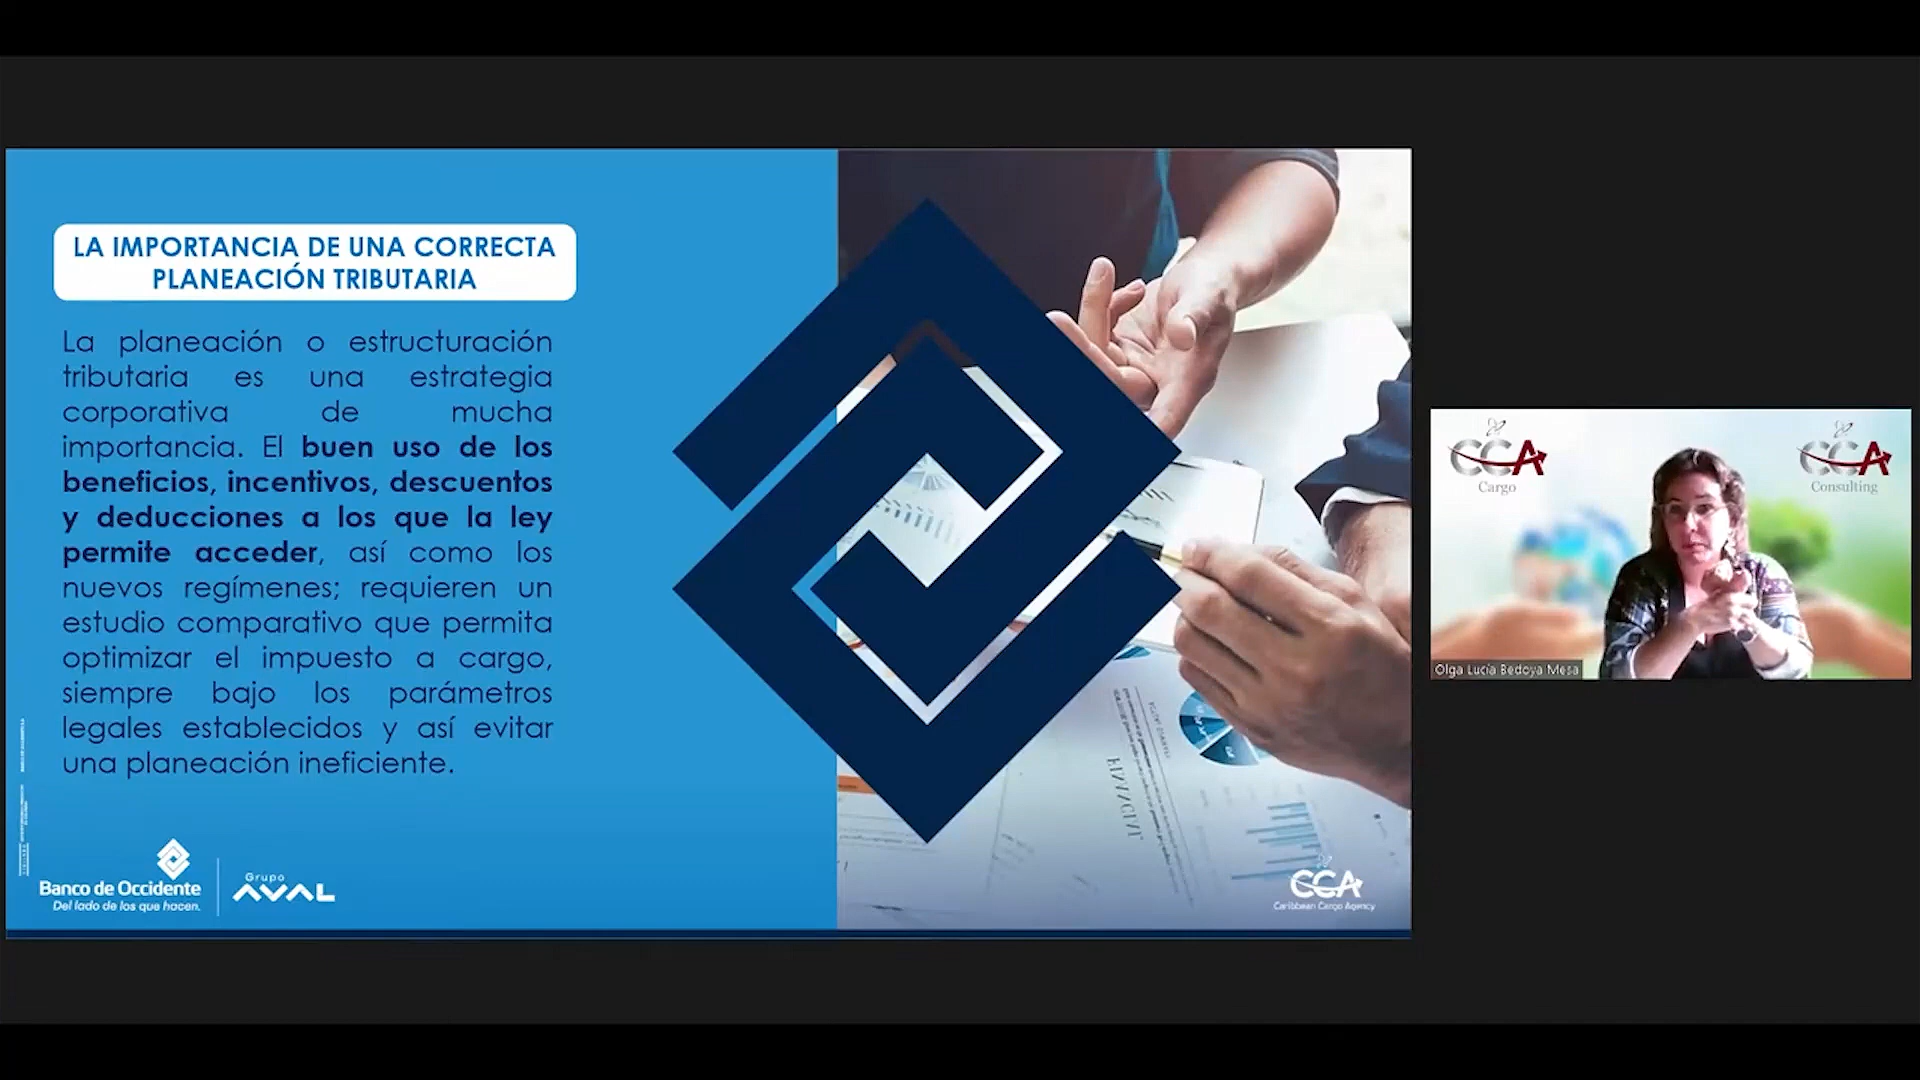 LA IMPORTANCIA DE UNA CORRECTA
PLANEACIÓN TRIBUTARIA
La planeación o estructuración
tributaria es una estrategia
corporativa de mucha
importancia. El buen uso de los
beneficios, incentivos, descuentos
y deducciones a los que la ley
permite acceder, así como los
nuevos regímenes; requieren un
estudio comparativo que permita
optimizar el impuesto a cargo,
siempre bajo los parámetros
legales establecidos y así evitar
una planeación ineficiente.
Banco de Occidente
Del lado de los que hacen.
Grupo
AVAL
FINANCIAL
CCA
Caribbean Cargo Agency
CCA
Cargo
CCA
Consulting
Olga Lucía Bedoya Mesa